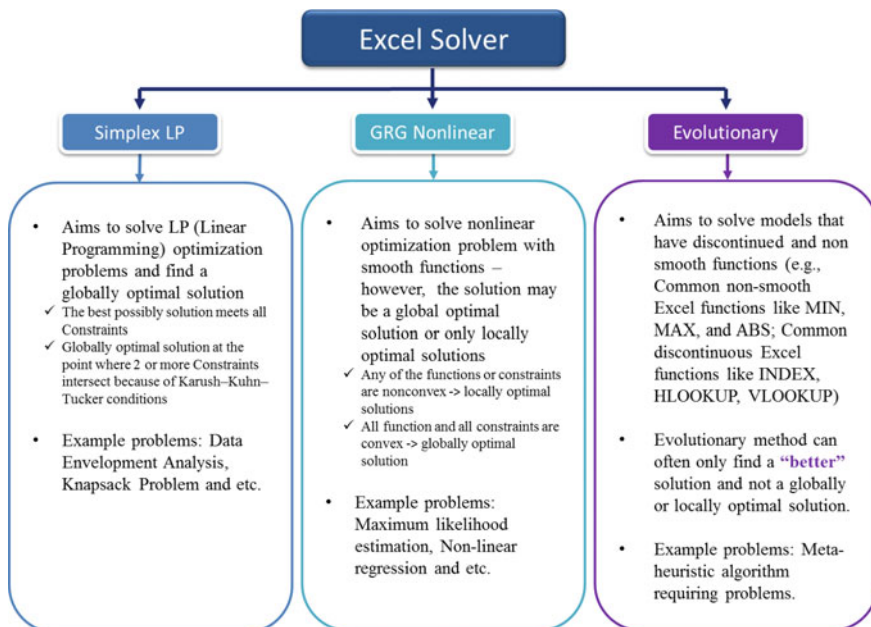 Excel Solver
Simplex LP
• Aims to solve LP (Linear
Programming) optimization
problems and find a
globally optimal solution
✓ The best possibly solution meets all
Constraints
✓ Globally optimal solution at the
point where 2 or more Constraints
intersect because of Karush–Kuhn–
Tucker conditions
• Example problems: Data
Envelopment Analysis,
Knapsack Problem and etc.
GRG Nonlinear
• Aims to solve nonlinear
optimization problem with
smooth functions –
however, the solution may
be a global optimal
solution or only locally
optimal solutions
✓ Any of the functions or constraints
are nonconvex -> locally optimal
solutions
✓ All function and all constraints are
convex -> globally optimal
solution
• Example problems:
Maximum likelihood
estimation, Non-linear
regression and etc.
Evolutionary
• Aims to solve models that
have discontinued and non
smooth functions (e.g.,
Common non-smooth
Excel functions like MIN,
MAX, and ABS; Common
discontinuous Excel
functions like INDEX,
HLOOKUP, VLOOKUP)
• Evolutionary method can
often only find a “better”
solution and not a globally
or locally optimal solution.
• Example problems: Meta-
heuristic algorithm
requiring problems.